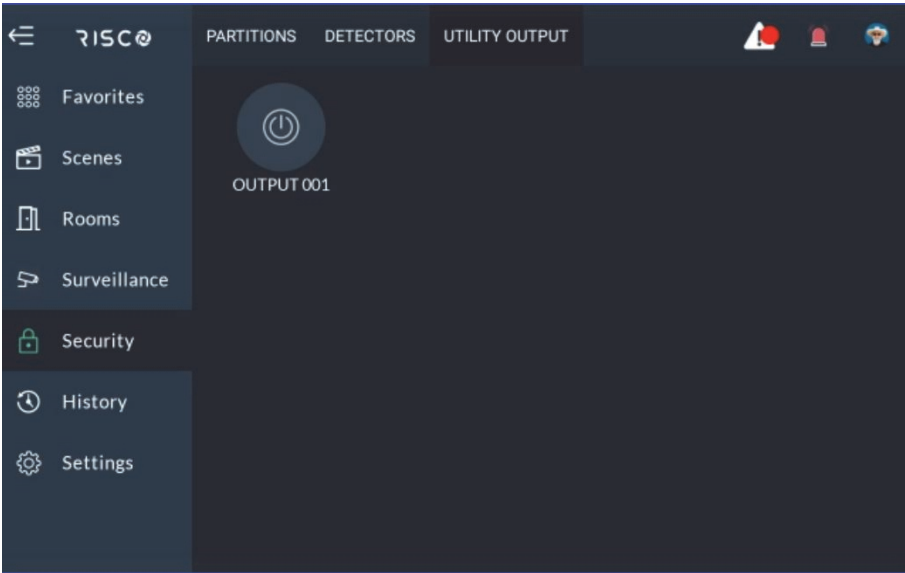 RISCO
PARTITIONS DETECTORS UTILITY OUTPUT
Favorites
OUTPUT 001
Scenes
Rooms
Surveillance
Security
History
Settings